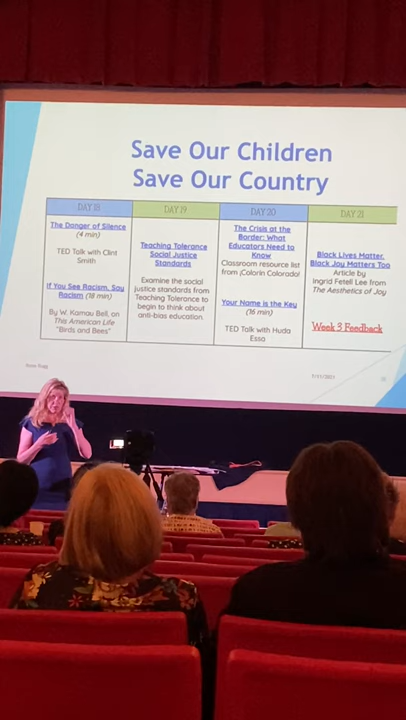 Save Our Children
Save Our Country
DAY 18
DAY 19
DAY 20
DAY 21
The Danger of Silence
(4 min)
TED Talk with Clint
Smith
If You See Racism, Say
Racism (18 min)
By W. Kamau Bell, on
This American Life
"Birds and Bees"
Teaching Tolerance
Social Justice
Standards
Examine the social
justice standards from
Teaching Tolerance to
begin to think about
anti-bias education.
The Crisis at the
Border: What
Educators Need to
Know
Classroom resource list
from ¡Colorín Colorado!
Your Name is the Key
(16 min)
TED Talk with Huda
Essa
Black Lives Matter,
Black Joy Matters Too
Article by
Ingrid Fetell Lee from
The Aesthetics of Joy
Week 3 Feedback